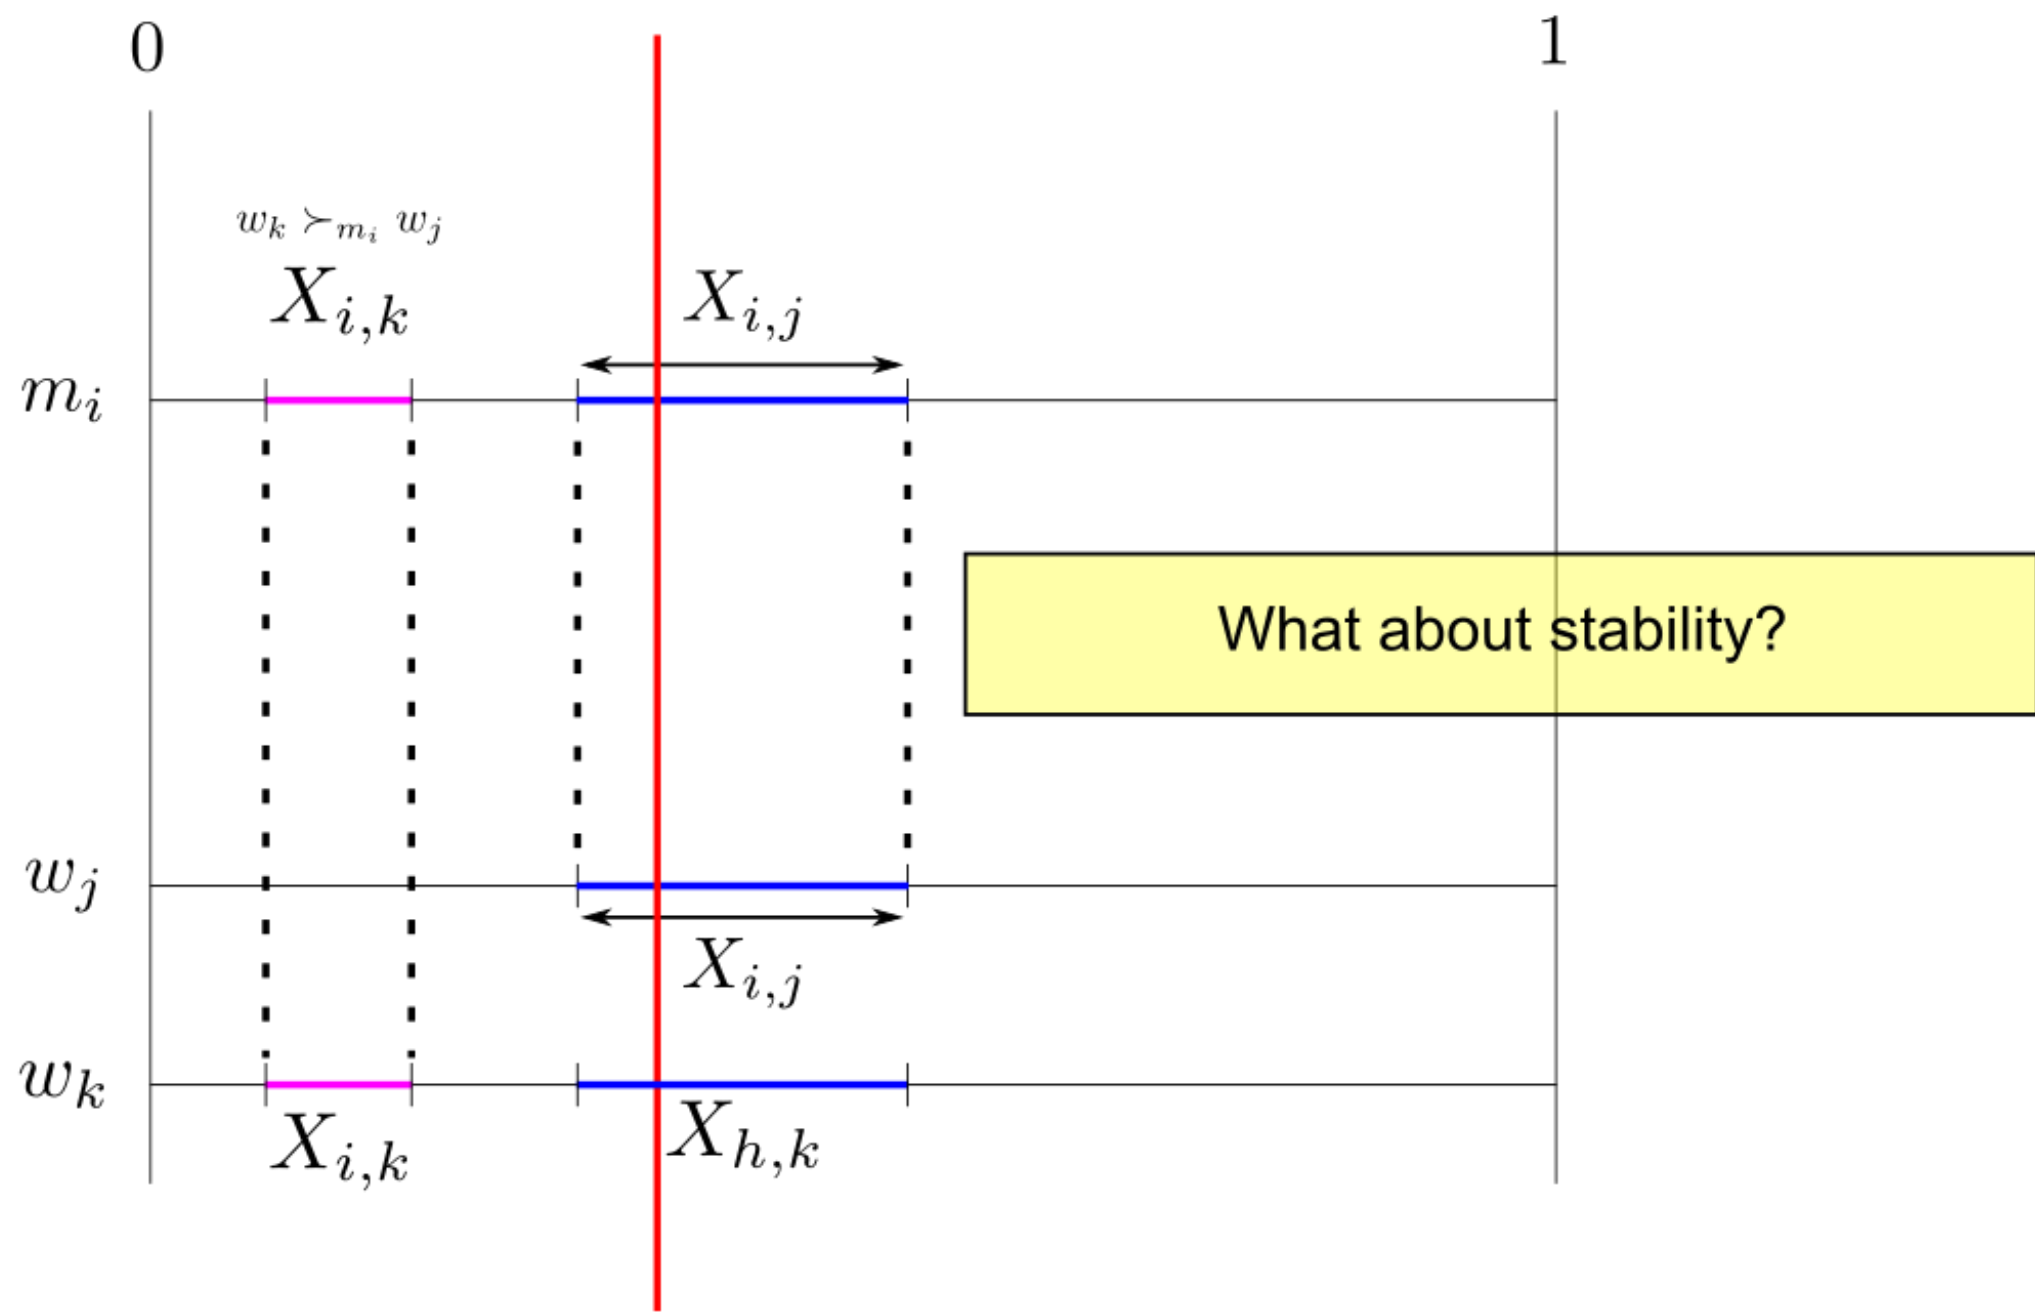 0
1
w_k ≻_{m_i} w_j
X_{i,k}
X_{i,j}
m_i
What about stability?
w_j
X_{i,j}
w_k
X_{i,k}
X_{h,k}